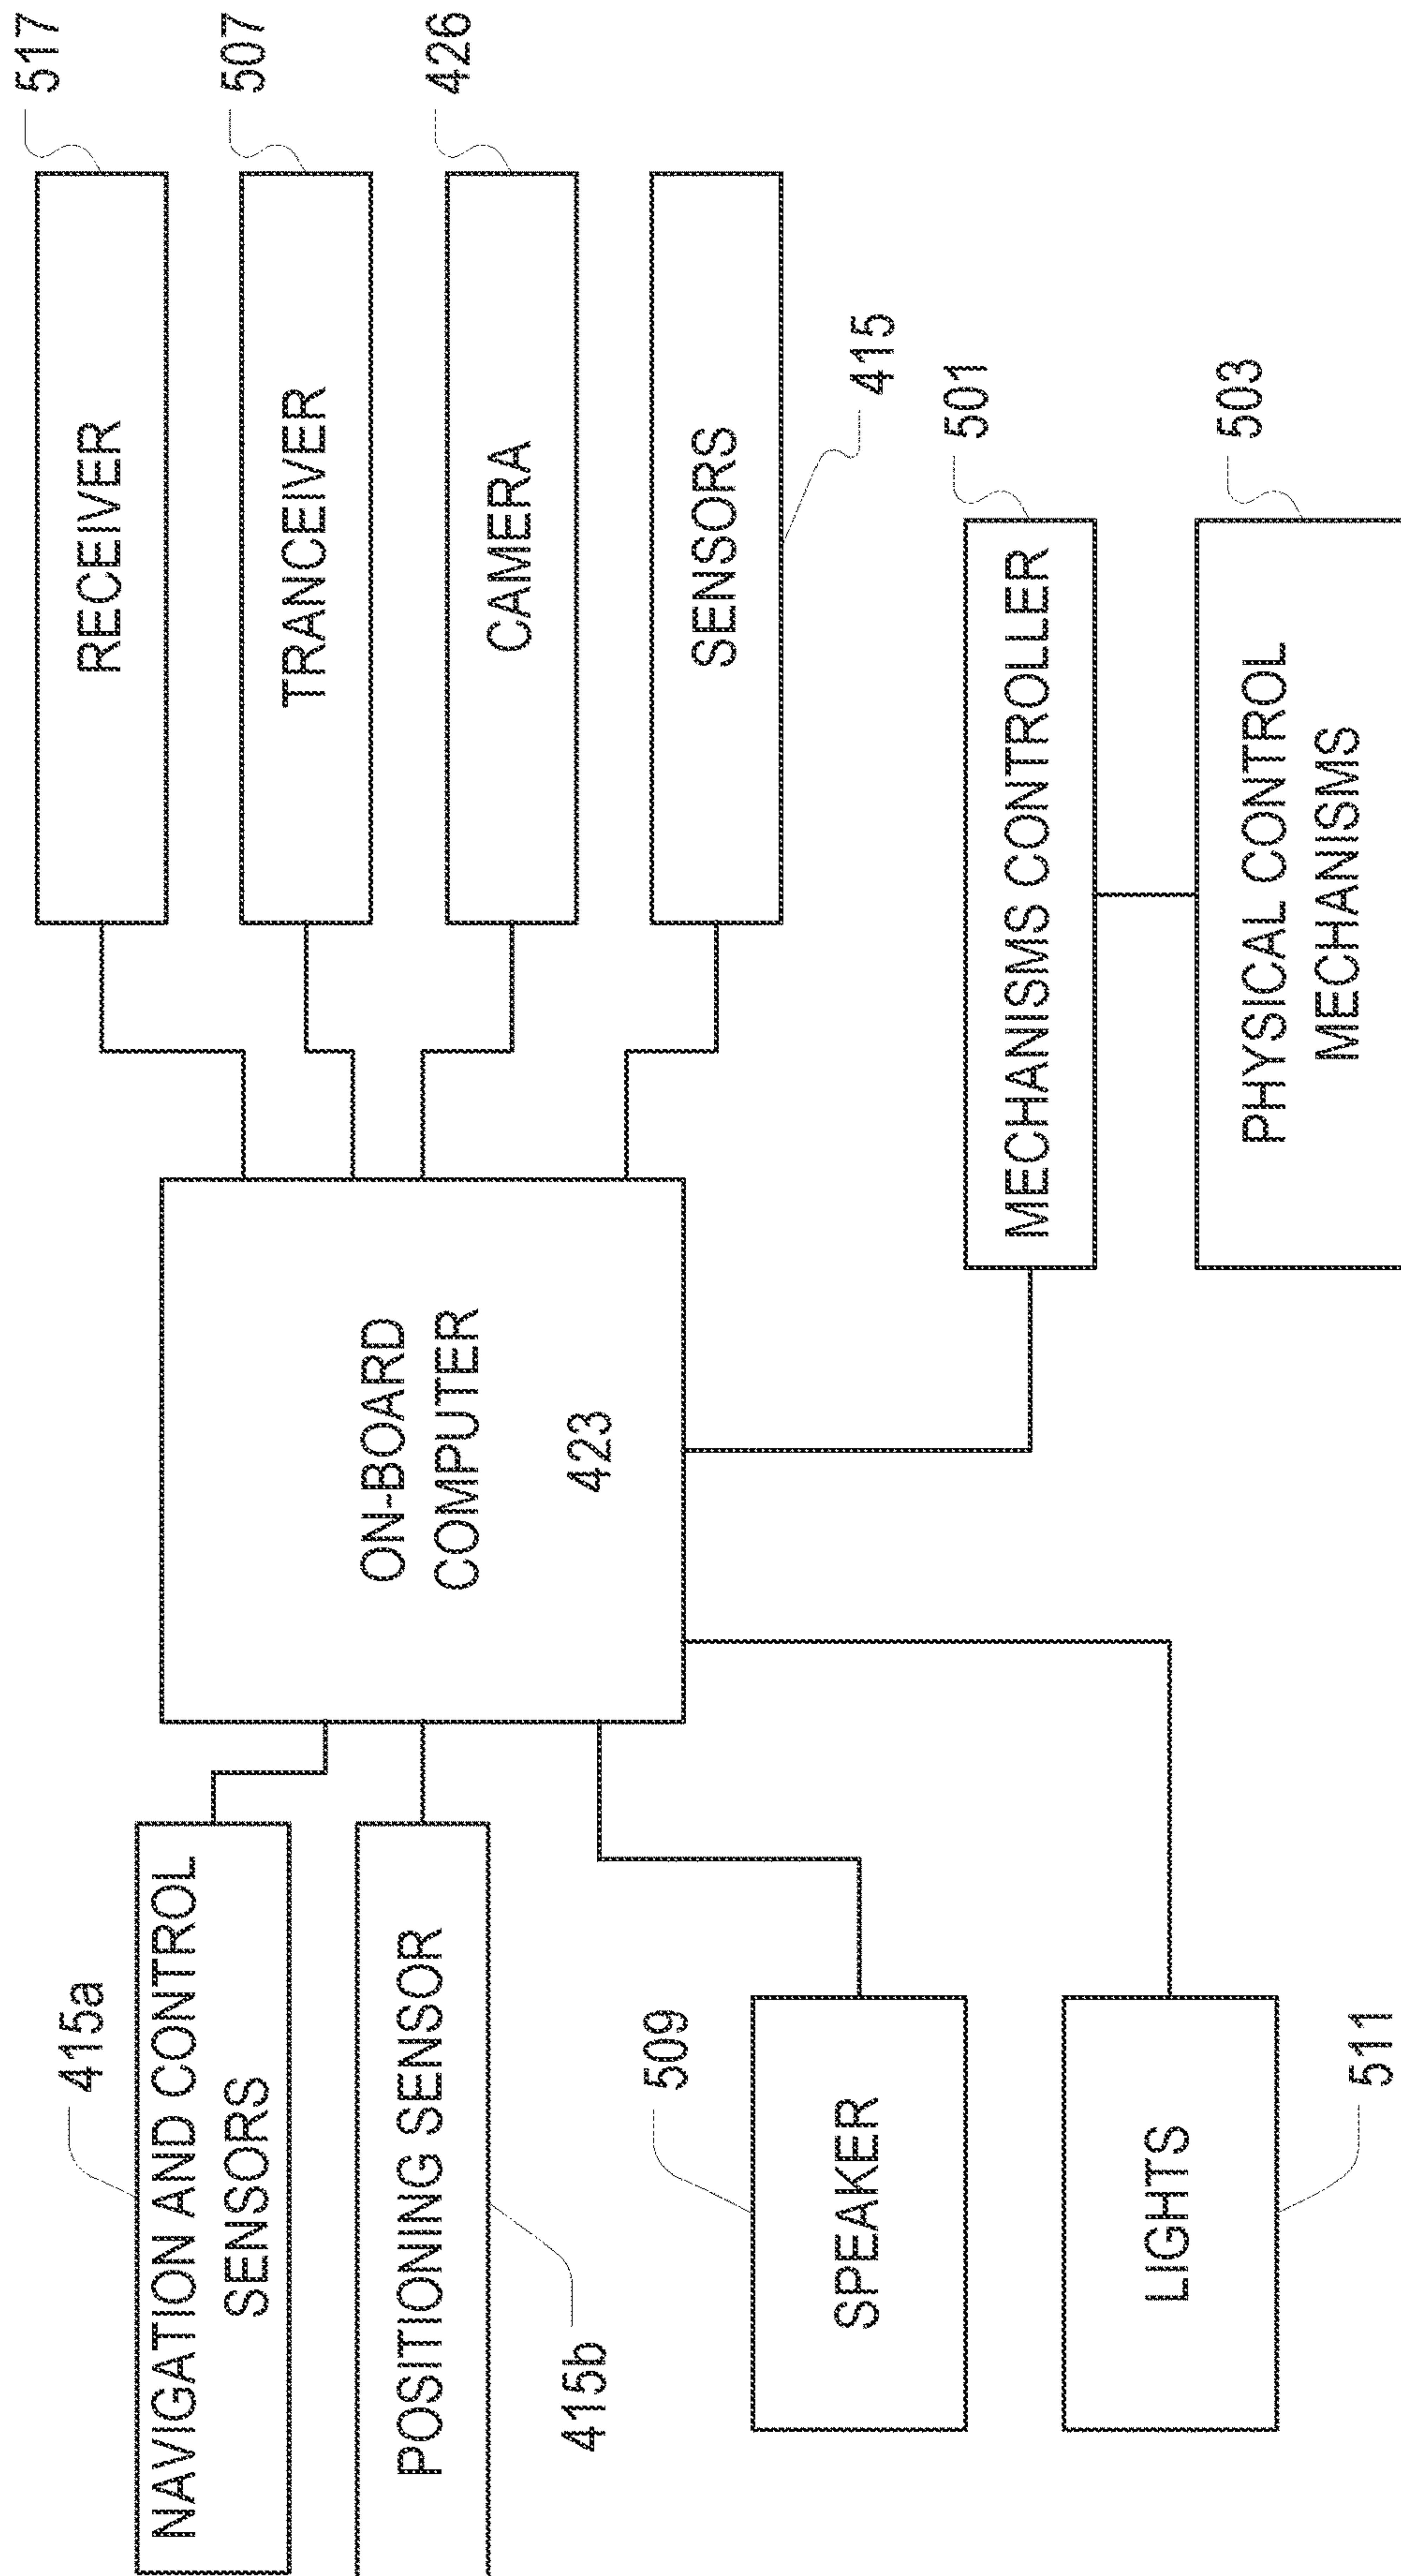 415a
NAVIGATION AND CONTROL
SENSORS
POSITIONING SENSOR
415b
509
SPEAKER
LIGHTS
511
ON-BOARD
COMPUTER
423
517
RECEIVER
507
TRANCEIVER
426
CAMERA
SENSORS
415
501
MECHANISMS CONTROLLER
503
PHYSICAL CONTROL
MECHANISMS